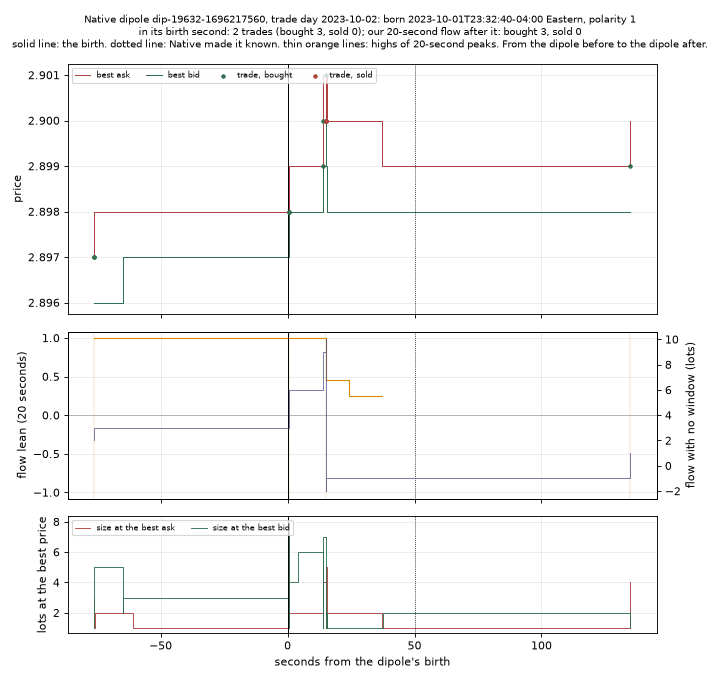 Native dipole dip-19632-1696217560, trade day 2023-10-02: born 2023-10-01T23:32:40-04:00 Eastern, polarity 1
in its birth second: 2 trades (bought 3, sold 0); our 20-second flow after it: bought 3, sold 0
solid line: the birth. dotted line: Native made it known. thin orange lines: highs of 20-second peaks. From the dipole before to the dipole after.
best ask
best bid
trade, bought
trade, sold
2.901
2.900
2.899
2.898
2.897
2.896
price
1.0
0.5
0.0
−0.5
−1.0
flow lean (20 seconds)
10
8
6
4
2
0
−2
flow with no window (lots)
size at the best ask
size at the best bid
8
6
4
2
lots at the best price
−50
0
50
100
seconds from the dipole's birth